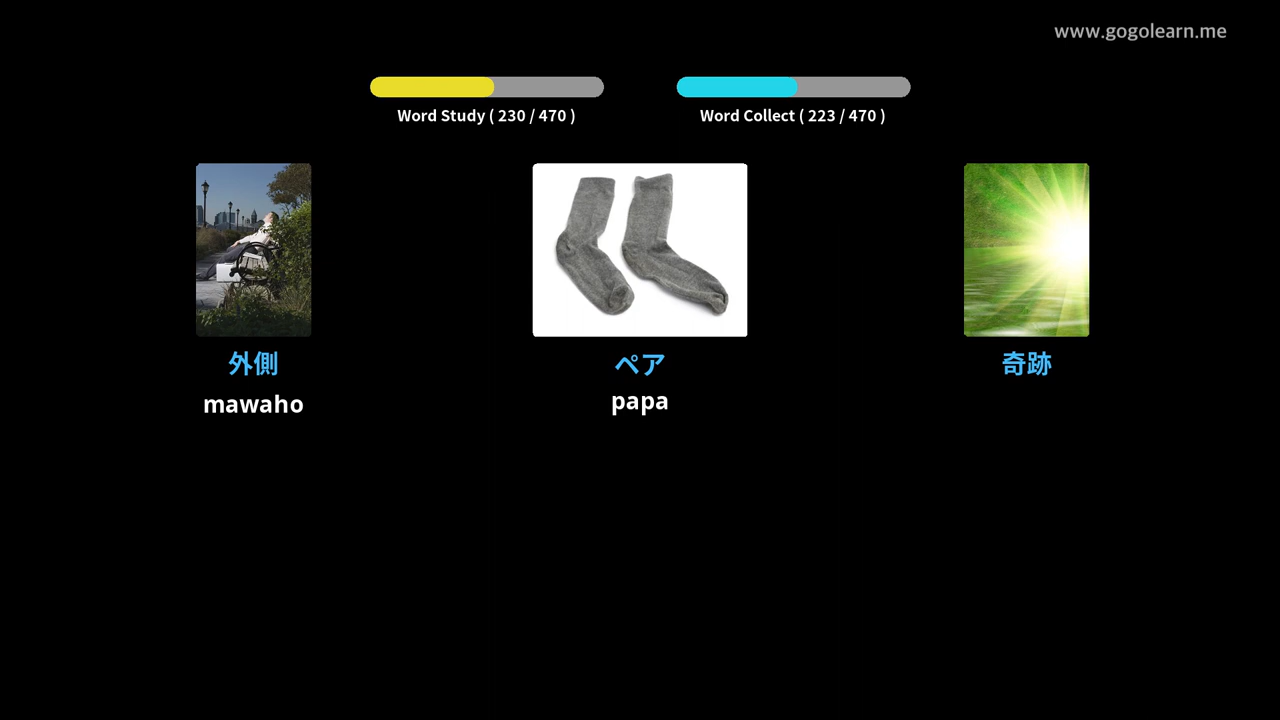 www.gogolearn.me
Word Study ( 230 / 470 )
Word Collect ( 223 / 470 )
外側
ペア
奇跡
mawaho
papa